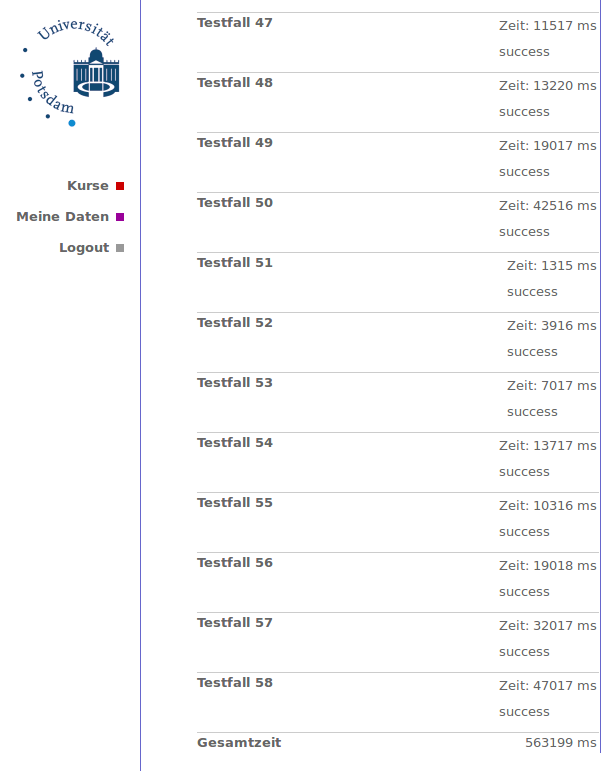 Universität
Potsdam
Kurse
Meine Daten
Logout
Testfall 47
Zeit: 11517 ms
success
Testfall 48
Zeit: 13220 ms
success
Testfall 49
Zeit: 19017 ms
success
Testfall 50
Zeit: 42516 ms
success
Testfall 51
Zeit: 1315 ms
success
Testfall 52
Zeit: 3916 ms
success
Testfall 53
Zeit: 7017 ms
success
Testfall 54
Zeit: 13717 ms
success
Testfall 55
Zeit: 10316 ms
success
Testfall 56
Zeit: 19018 ms
success
Testfall 57
Zeit: 32017 ms
success
Testfall 58
Zeit: 47017 ms
success
Gesamtzeit
563199 ms